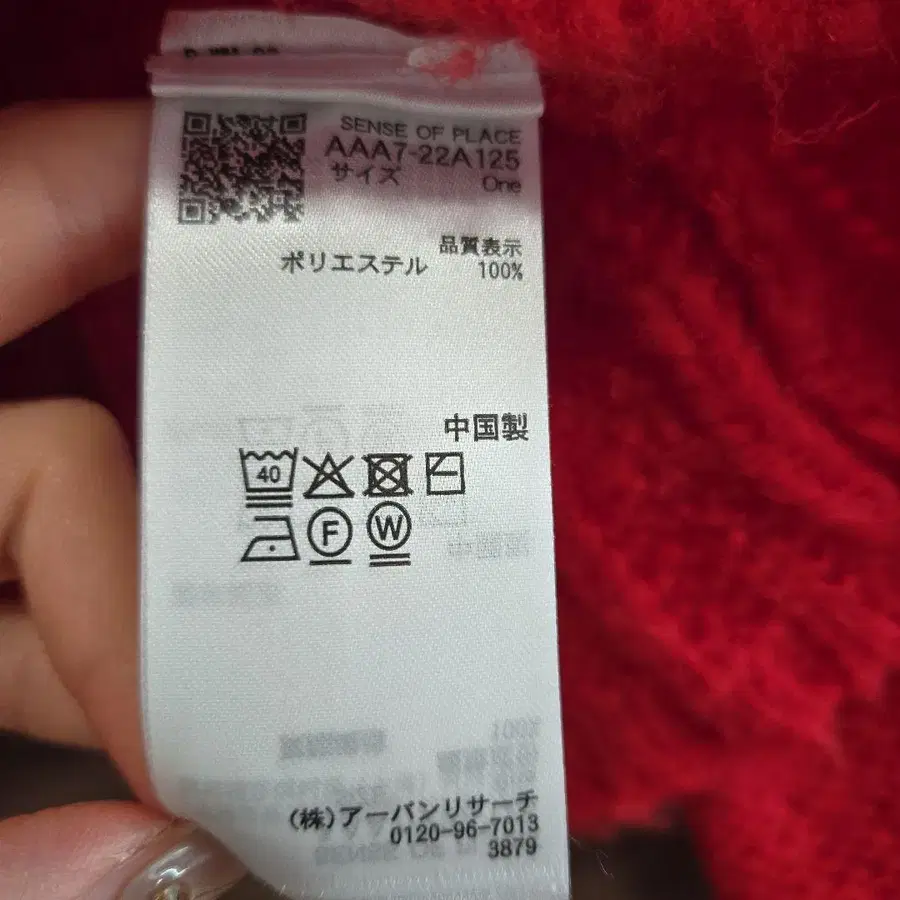 SENSE OF PLACE
AAA7-22A125
サイズ One
品質表示
ポリエステル 100%
中国製
40
F W
(株)アーバンリサーチ
0120-96-7013
3879